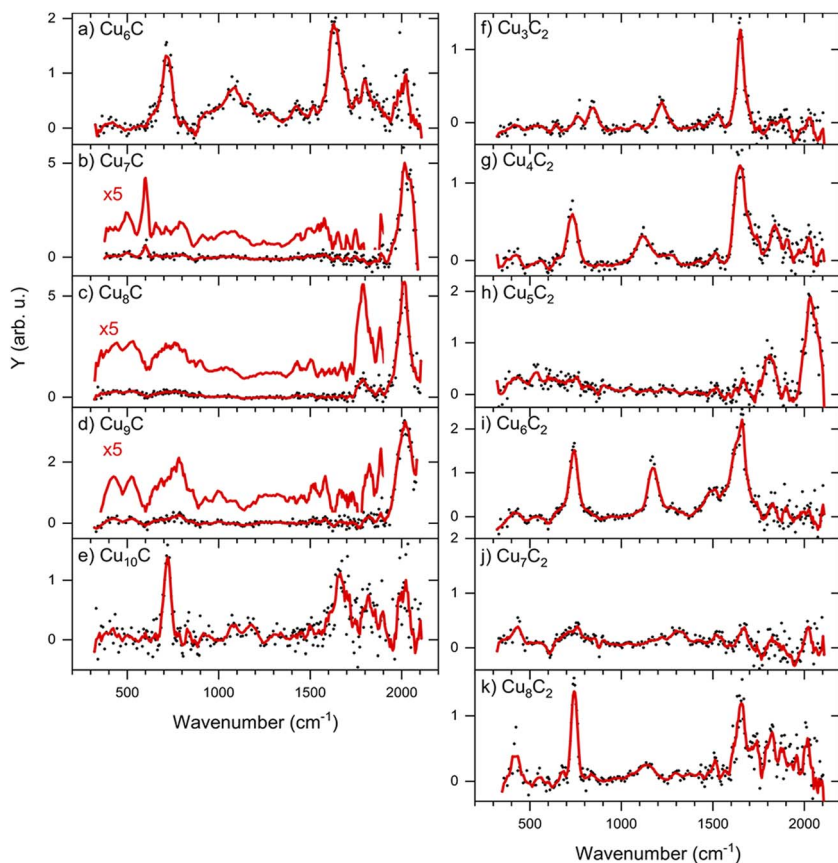 a) Cu6C
2
1
0
b) Cu7C
x5
5
0
c) Cu8C
x5
5
0
d) Cu9C
x5
2
0
e) Cu10C
1
0
500 1000 1500 2000
Wavenumber (cm-1)
Y (arb. u.)
f) Cu3C2
1
0
g) Cu4C2
1
0
h) Cu5C2
2
1
0
i) Cu6C2
2
1
0
2
j) Cu7C2
1
0
k) Cu8C2
1
0
500 1000 1500 2000
Wavenumber (cm-1)